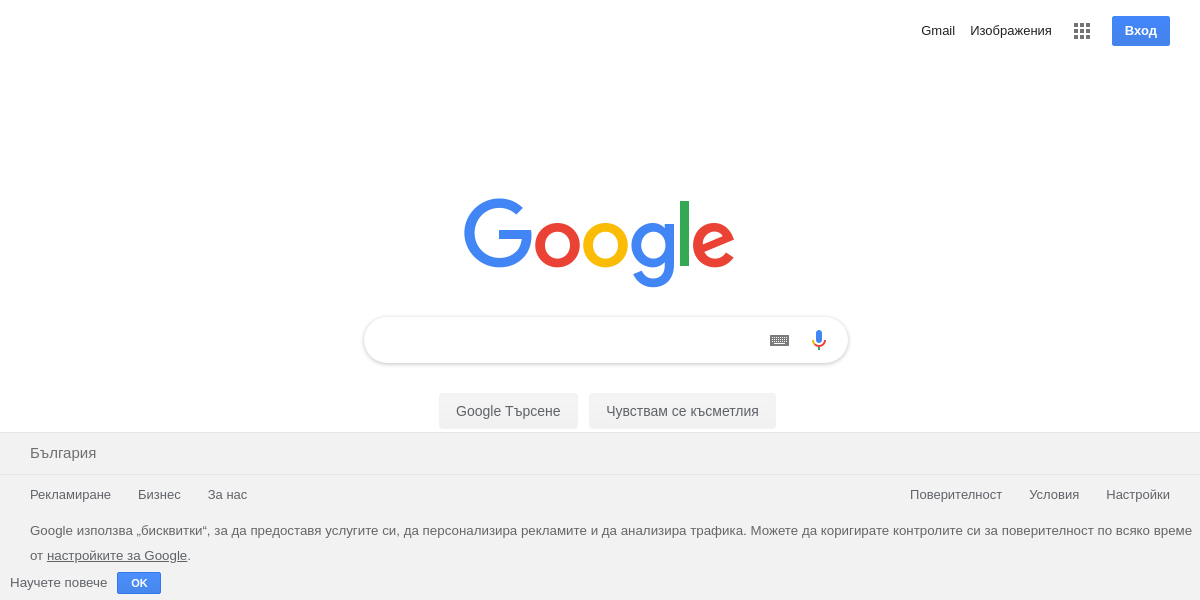 Gmail Изображения Вход
Google
Google Търсене Чувствам се късметлия
България
Рекламиране Бизнес За нас Поверителност Условия Настройки
Google използва „бисквитки“, за да предоставя услугите си, да персонализира рекламите и да анализира трафика. Можете да коригирате контролите си за поверителност по всяко време
от настройките за Google.
Научете повече OK